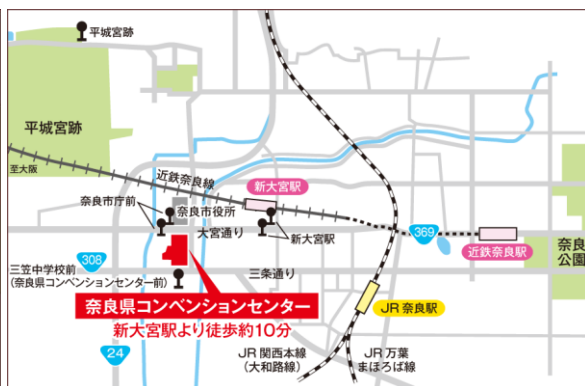 平城宮跡
平城宮跡
至大阪
近鉄奈良線
新大宮駅
奈良市庁前
奈良市役所
大宮通り
新大宮駅
369
近鉄奈良駅
奈良
公園
308
三笠中学校前
(奈良県コンベンションセンター前)
三条通り
奈良県コンベンションセンター
新大宮駅より徒歩約10分
JR 奈良駅
24
JR 関西本線
(大和路線)
JR 万葉
まほろば線